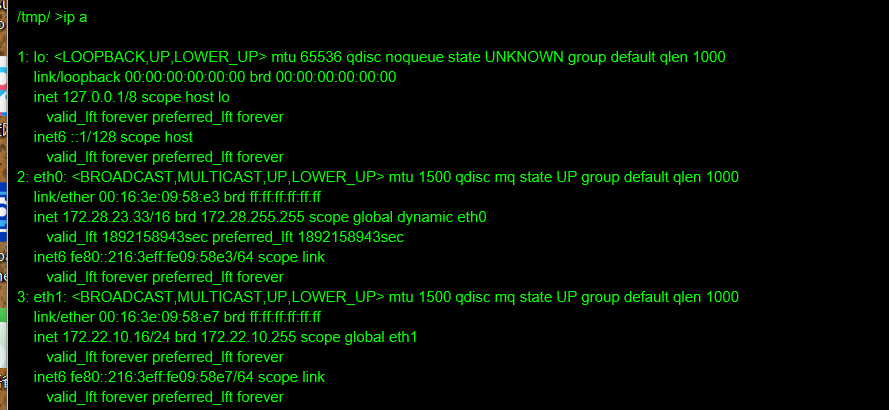 /tmp/ >ip a
1: lo: <LOOPBACK,UP,LOWER_UP> mtu 65536 qdisc noqueue state UNKNOWN group default qlen 1000
link/loopback 00:00:00:00:00:00 brd 00:00:00:00:00:00
inet 127.0.0.1/8 scope host lo
valid_lft forever preferred_lft forever
inet6 ::1/128 scope host
valid_lft forever preferred_lft forever
2: eth0: <BROADCAST,MULTICAST,UP,LOWER_UP> mtu 1500 qdisc mq state UP group default qlen 1000
link/ether 00:16:3e:09:58:e3 brd ff:ff:ff:ff:ff:ff
inet 172.28.23.33/16 brd 172.28.255.255 scope global dynamic eth0
valid_lft 1892158943sec preferred_lft 1892158943sec
inet6 fe80::216:3eff:fe09:58e3/64 scope link
valid_lft forever preferred_lft forever
3: eth1: <BROADCAST,MULTICAST,UP,LOWER_UP> mtu 1500 qdisc mq state UP group default qlen 1000
link/ether 00:16:3e:09:58:e7 brd ff:ff:ff:ff:ff:ff
inet 172.22.10.16/24 brd 172.22.10.255 scope global eth1
valid_lft forever preferred_lft forever
inet6 fe80::216:3eff:fe09:58e7/64 scope link
valid_lft forever preferred_lft forever